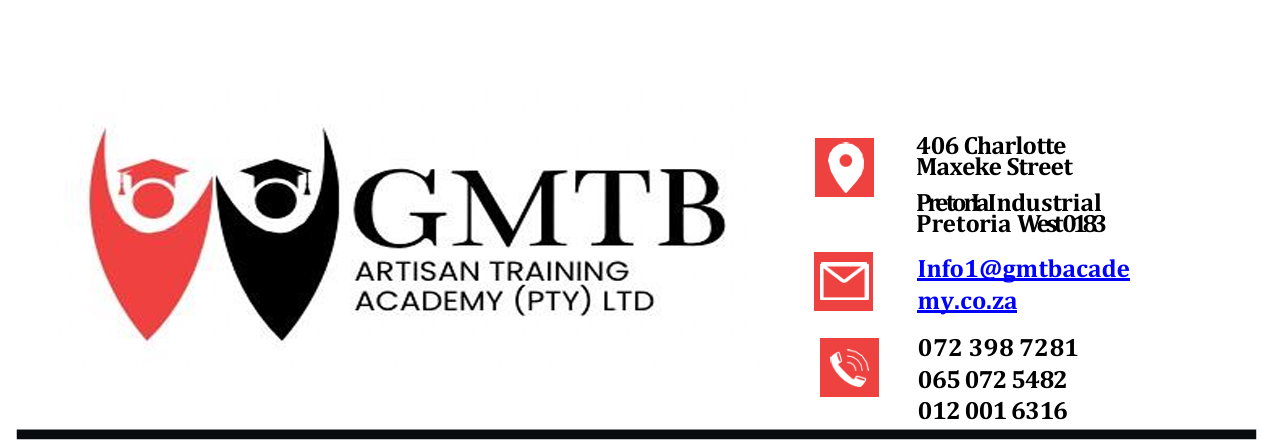 GMTB
ARTISAN TRAINING
ACADEMY (PTY) LTD
406 Charlotte
Maxeke Street
Pretoria Industrial
Pretoria West 0183
Info1@gmtbacade
my.co.za
072 398 7281
065 072 5482
012 001 6316